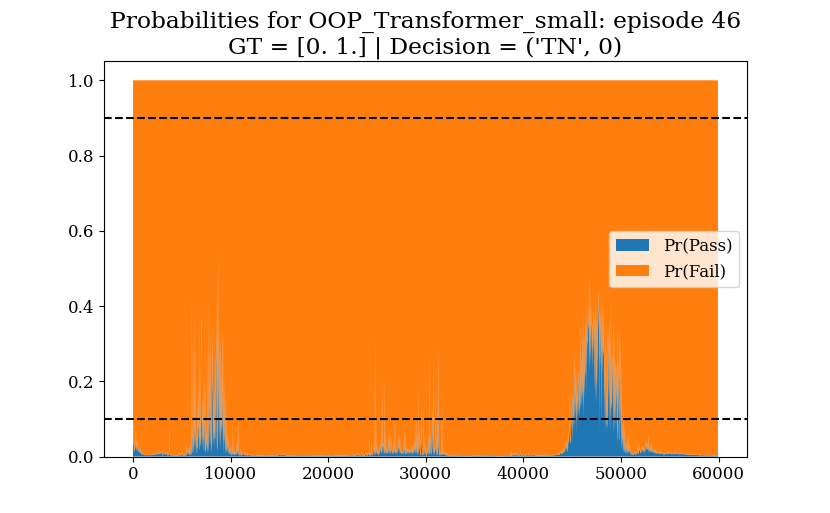 Probabilities for OOP_Transformer_small: episode 46
GT = [0. 1.] | Decision = ('TN', 0)
1.0
0.8
0.6
0.4
0.2
0.0
Pr(Pass)
Pr(Fail)
0 10000 20000 30000 40000 50000 60000